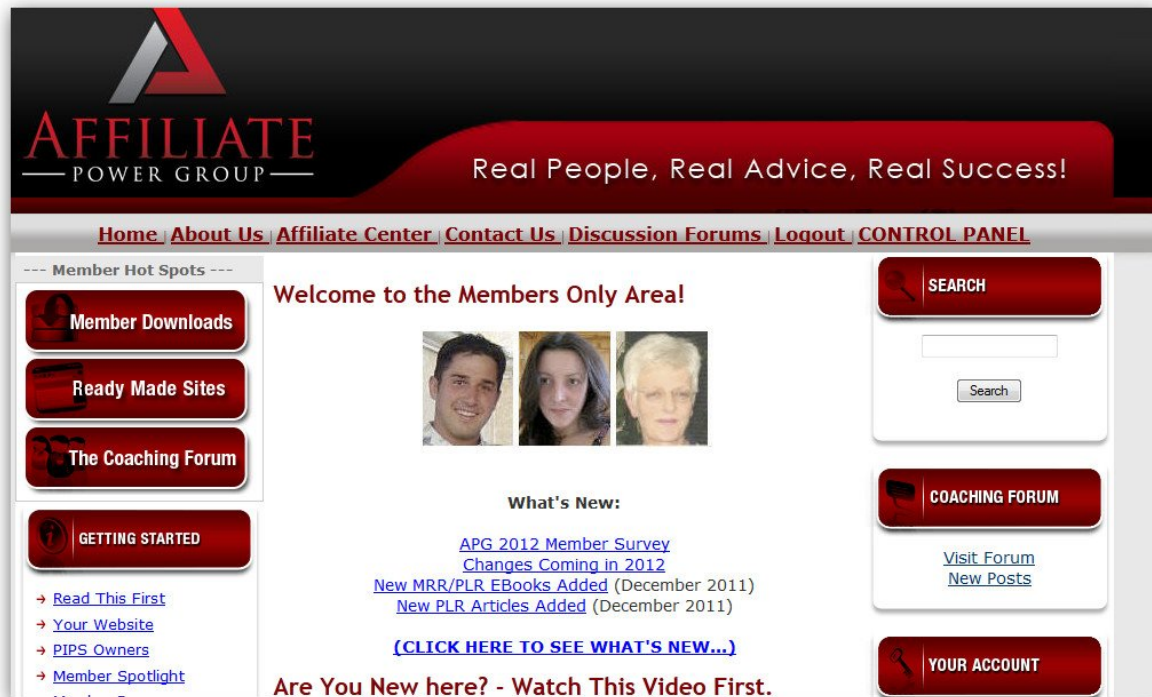 AFFILIATE
POWER GROUP
Real People, Real Advice, Real Success!
Home | About Us | Affiliate Center | Contact Us | Discussion Forums | Logout | CONTROL PANEL
--- Member Hot Spots ---
Member Downloads
Ready Made Sites
The Coaching Forum
GETTING STARTED
→ Read This First
→ Your Website
→ PIPS Owners
→ Member Spotlight
Welcome to the Members Only Area!
What's New:
APG 2012 Member Survey
Changes Coming in 2012
New MRR/PLR EBooks Added (December 2011)
New PLR Articles Added (December 2011)
(CLICK HERE TO SEE WHAT'S NEW...)
Are You New here? - Watch This Video First.
SEARCH
Search
COACHING FORUM
Visit Forum
New Posts
YOUR ACCOUNT